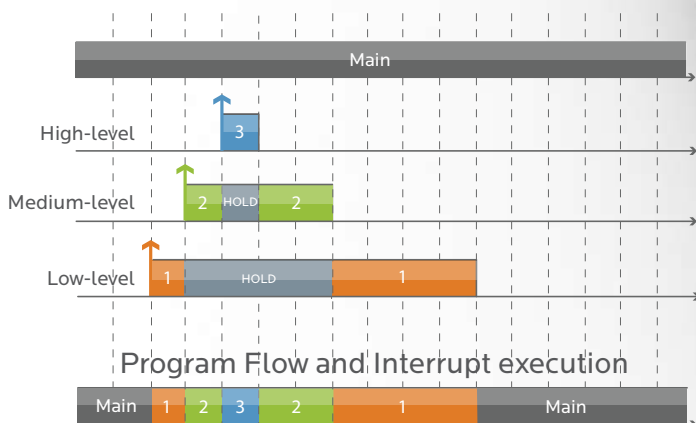 Main
High-level
3
Medium-level
2 HOLD 2
Low-level
1 HOLD 1
Program Flow and Interrupt execution
Main 1 2 3 2 1 Main